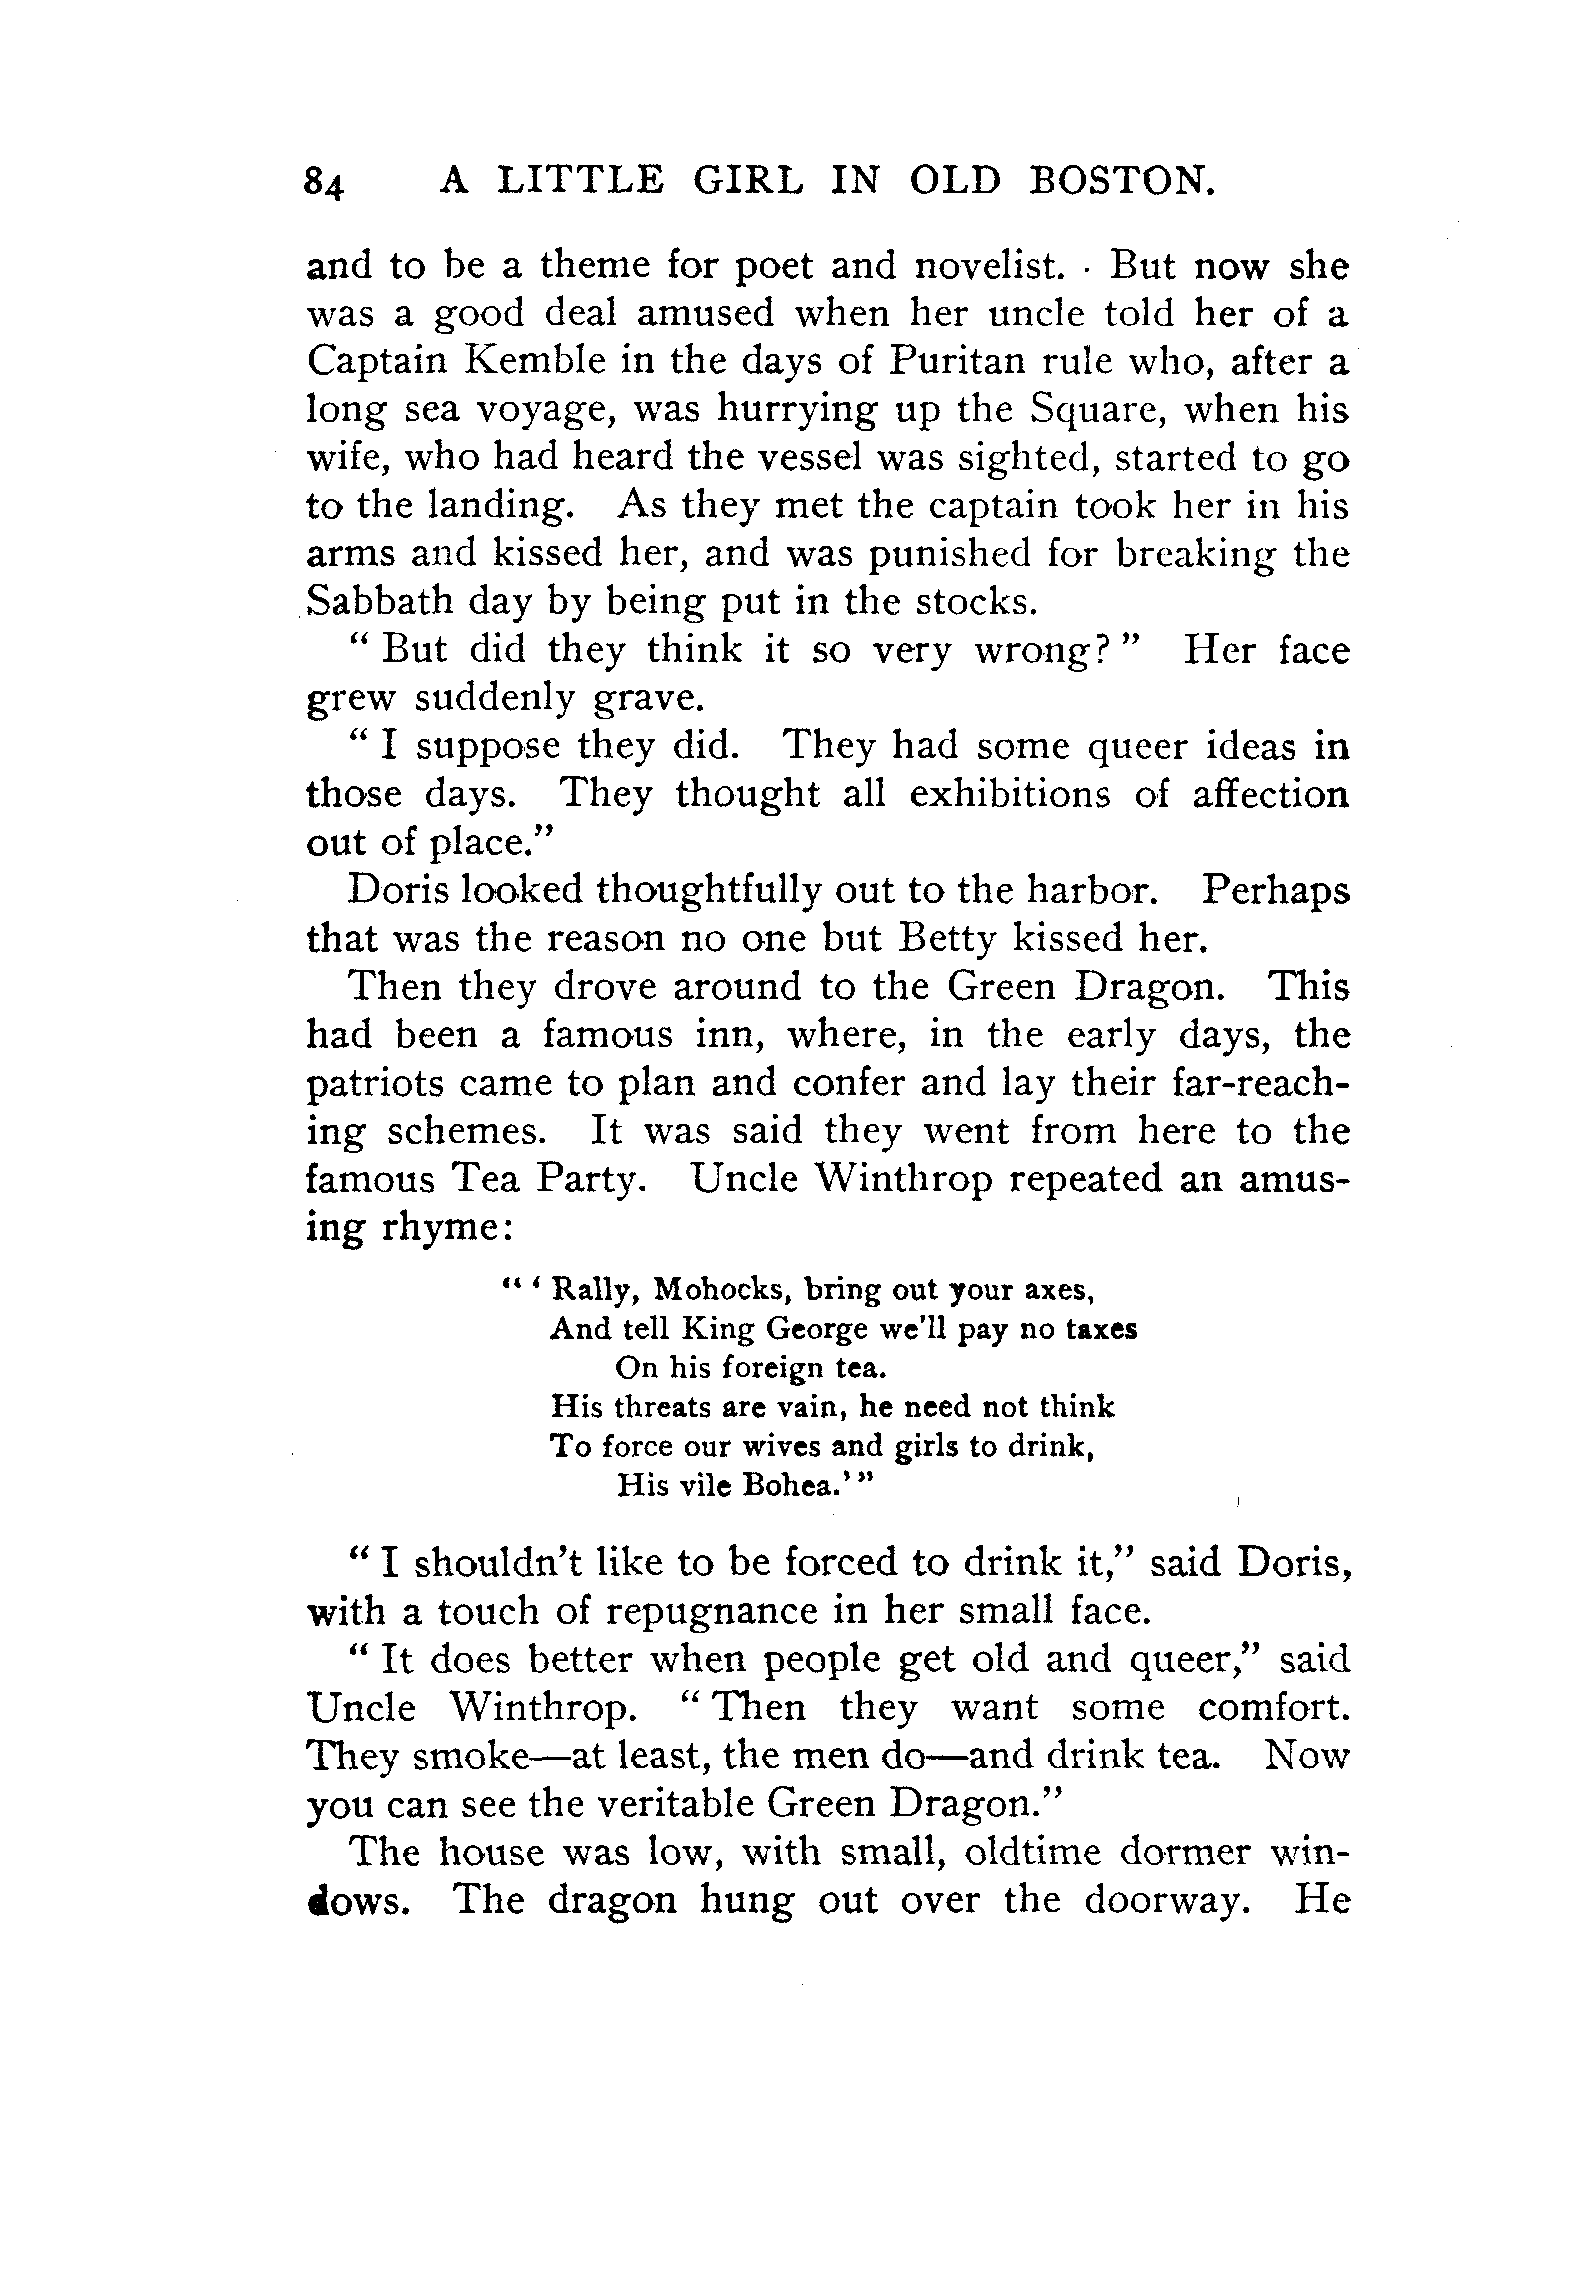 84 A LITTLE GIRL IN OLD BOSTON.
and to be a theme for poet and novelist. But now she
was a good deal amused when her uncle told her of a
Captain Kemble in the days of Puritan rule who, after a
long sea voyage, was hurrying up the Square, when his
wife, who had heard the vessel was sighted, started to go
to the landing. As they met the captain took her in his
arms and kissed her, and was punished for breaking the
Sabbath day by being put in the stocks.
" But did they think it so very wrong? " Her face
grew suddenly grave.
" I suppose they did. They had some queer ideas in
those days. They thought all exhibitions of affection
out of place."
Doris looked thoughtfully out to the harbor. Perhaps
that was the reason no one but Betty kissed her.
Then they drove around to the Green Dragon. This
had been a famous inn, where, in the early days, the
patriots came to plan and confer and lay their far-reach-
ing schemes. It was said they went from here to the
famous Tea Party. Uncle Winthrop repeated an amus-
ing rhyme:
" ' Rally, Mohocks, bring out your axes,
And tell King George we'll pay no taxes
On his foreign tea.
His threats are vain, he need not think
To force our wives and girls to drink,
His vile Bohea.' "
" I shouldn't like to be forced to drink it," said Doris,
with a touch of repugnance in her small face.
" It does better when people get old and queer," said
Uncle Winthrop. " Then they want some comfort.
They smoke—at least, the men do—and drink tea. Now
you can see the veritable Green Dragon."
The house was low, with small, oldtime dormer win-
dows. The dragon hung out over the doorway. He